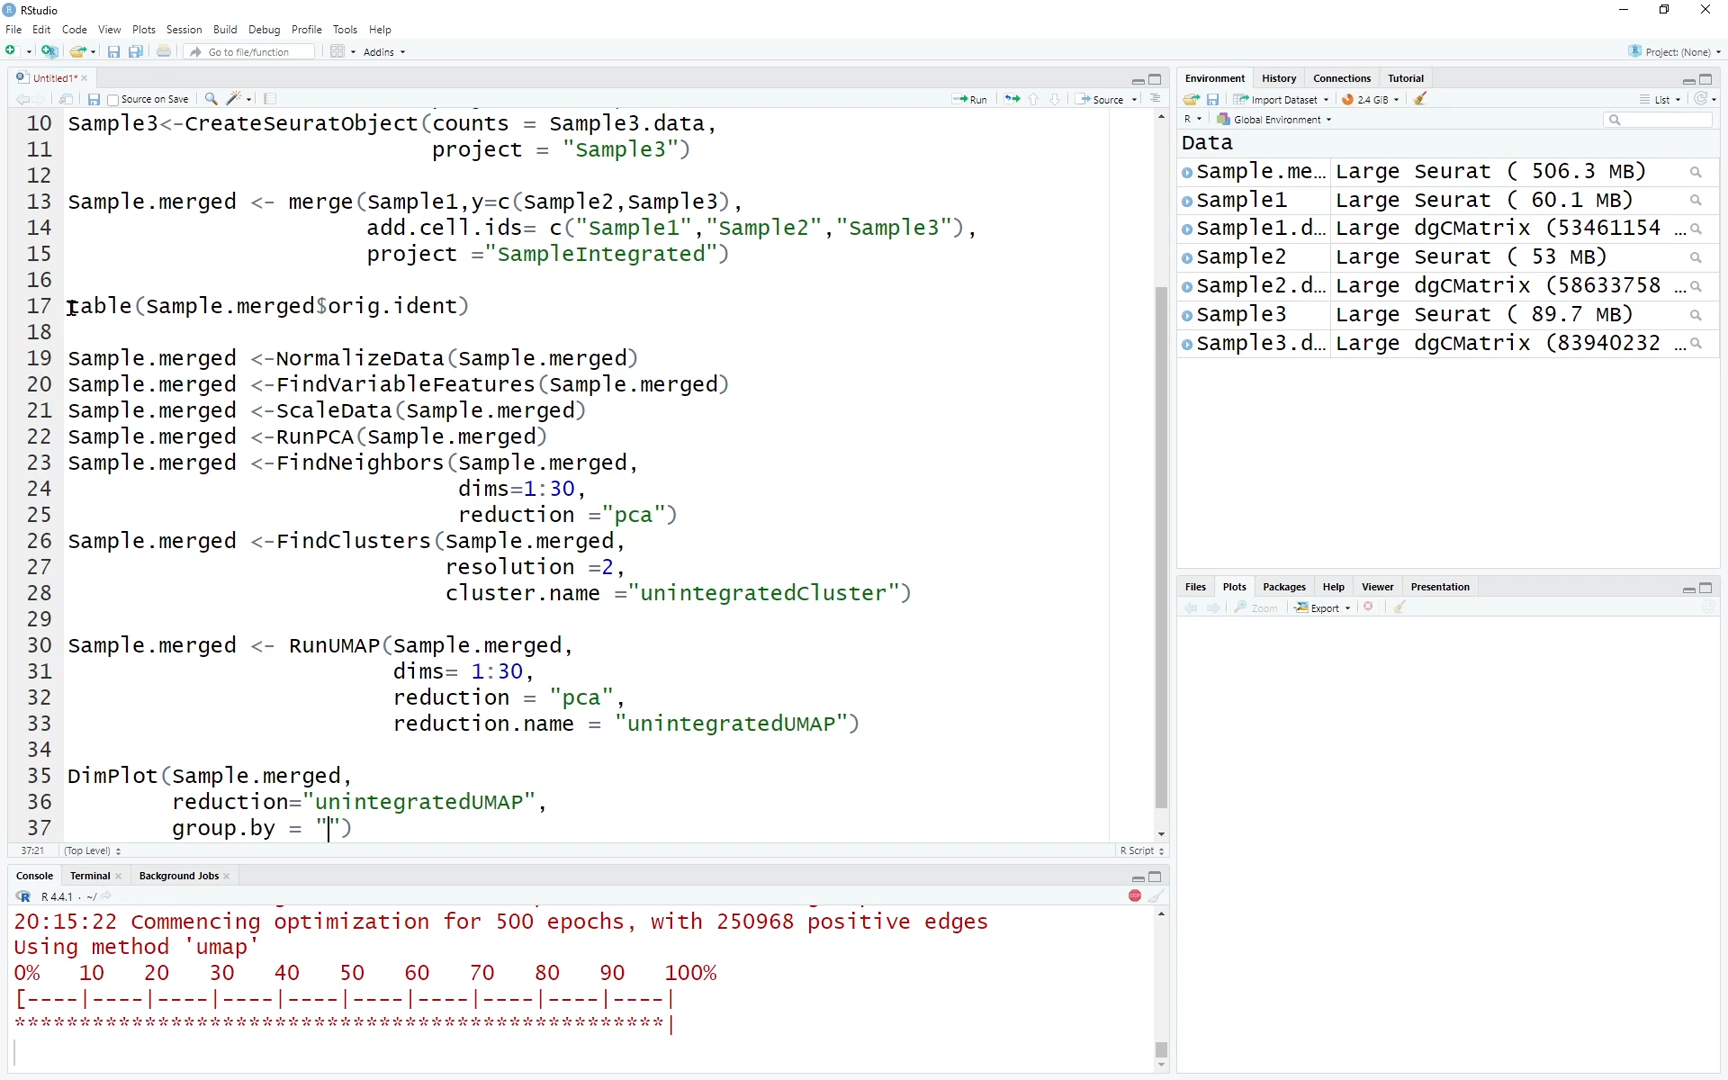 RStudio
File Edit Code View Plots Session Build Debug Profile Tools Help
Go to file/function Addins Project: (None)
Untitled1*
Source on Save Run Source
10 Sample3<-CreateSeuratObject(counts = Sample3.data,
11 project = "Sample3")
12
13 Sample.merged <- merge(Sample1,y=c(Sample2,Sample3),
14 add.cell.ids= c("Sample1","Sample2","Sample3"),
15 project ="SampleIntegrated")
16
17 table(Sample.merged$orig.ident)
18
19 Sample.merged <-NormalizeData(Sample.merged)
20 Sample.merged <-FindVariableFeatures(Sample.merged)
21 Sample.merged <-ScaleData(Sample.merged)
22 Sample.merged <-RunPCA(Sample.merged)
23 Sample.merged <-FindNeighbors(Sample.merged,
24 dims=1:30,
25 reduction ="pca")
26 Sample.merged <-FindClusters(Sample.merged,
27 resolution =2,
28 cluster.name ="unintegratedCluster")
29
30 Sample.merged <- RunUMAP(Sample.merged,
31 dims= 1:30,
32 reduction = "pca",
33 reduction.name = "unintegratedUMAP")
34
35 DimPlot(Sample.merged,
36 reduction="unintegratedUMAP",
37 group.by = "")
37:21 (Top Level) R Script
Console Terminal Background Jobs
R 4.4.1 · ~/
20:15:22 Commencing optimization for 500 epochs, with 250968 positive edges
Using method 'umap'
0% 10 20 30 40 50 60 70 80 90 100%
[----|----|----|----|----|----|----|----|----|----|
**************************************************|
Environment History Connections Tutorial
Import Dataset 2.4 GiB List
R Global Environment
Data
Sample.me… Large Seurat ( 506.3 MB)
Sample1 Large Seurat ( 60.1 MB)
Sample1.d… Large dgCMatrix (53461154 …
Sample2 Large Seurat ( 53 MB)
Sample2.d… Large dgCMatrix (58633758 …
Sample3 Large Seurat ( 89.7 MB)
Sample3.d… Large dgCMatrix (83940232 …
Files Plots Packages Help Viewer Presentation
Zoom Export